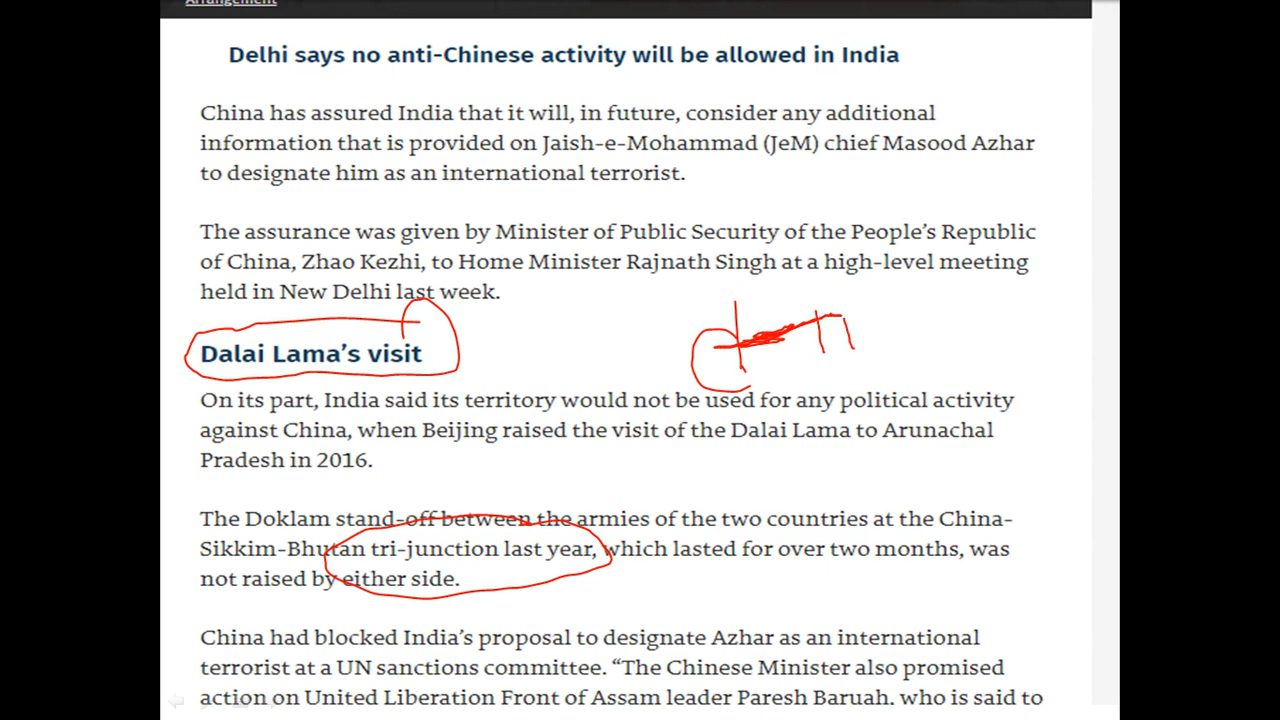 Arrangement
Delhi says no anti-Chinese activity will be allowed in India
China has assured India that it will, in future, consider any additional
information that is provided on Jaish-e-Mohammad (JeM) chief Masood Azhar
to designate him as an international terrorist.
The assurance was given by Minister of Public Security of the People’s Republic
of China, Zhao Kezhi, to Home Minister Rajnath Singh at a high-level meeting
held in New Delhi last week.
Dalai Lama’s visit
On its part, India said its territory would not be used for any political activity
against China, when Beijing raised the visit of the Dalai Lama to Arunachal
Pradesh in 2016.
The Doklam stand-off between the armies of the two countries at the China-
Sikkim-Bhutan tri-junction last year, which lasted for over two months, was
not raised by either side.
China had blocked India’s proposal to designate Azhar as an international
terrorist at a UN sanctions committee. “The Chinese Minister also promised
action on United Liberation Front of Assam leader Paresh Baruah, who is said to